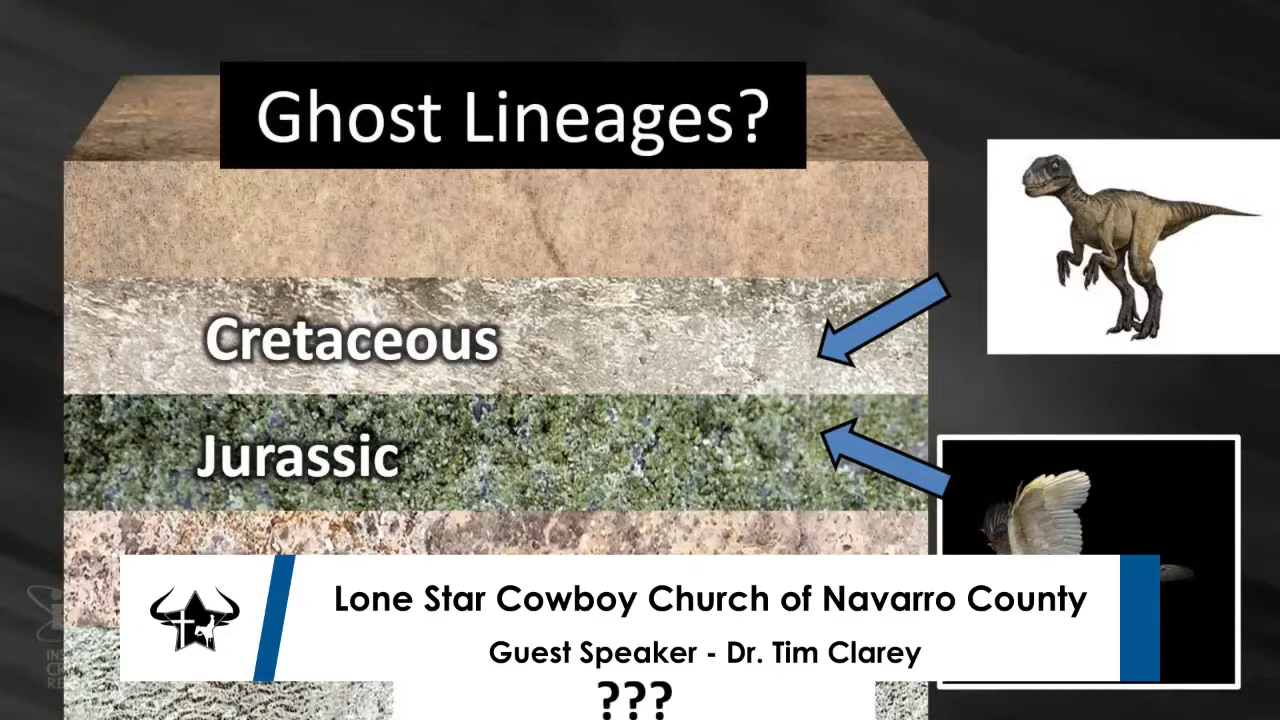 Ghost Lineages?
Cretaceous
Jurassic
Lone Star Cowboy Church of Navarro County
Guest Speaker - Dr. Tim Clarey
???